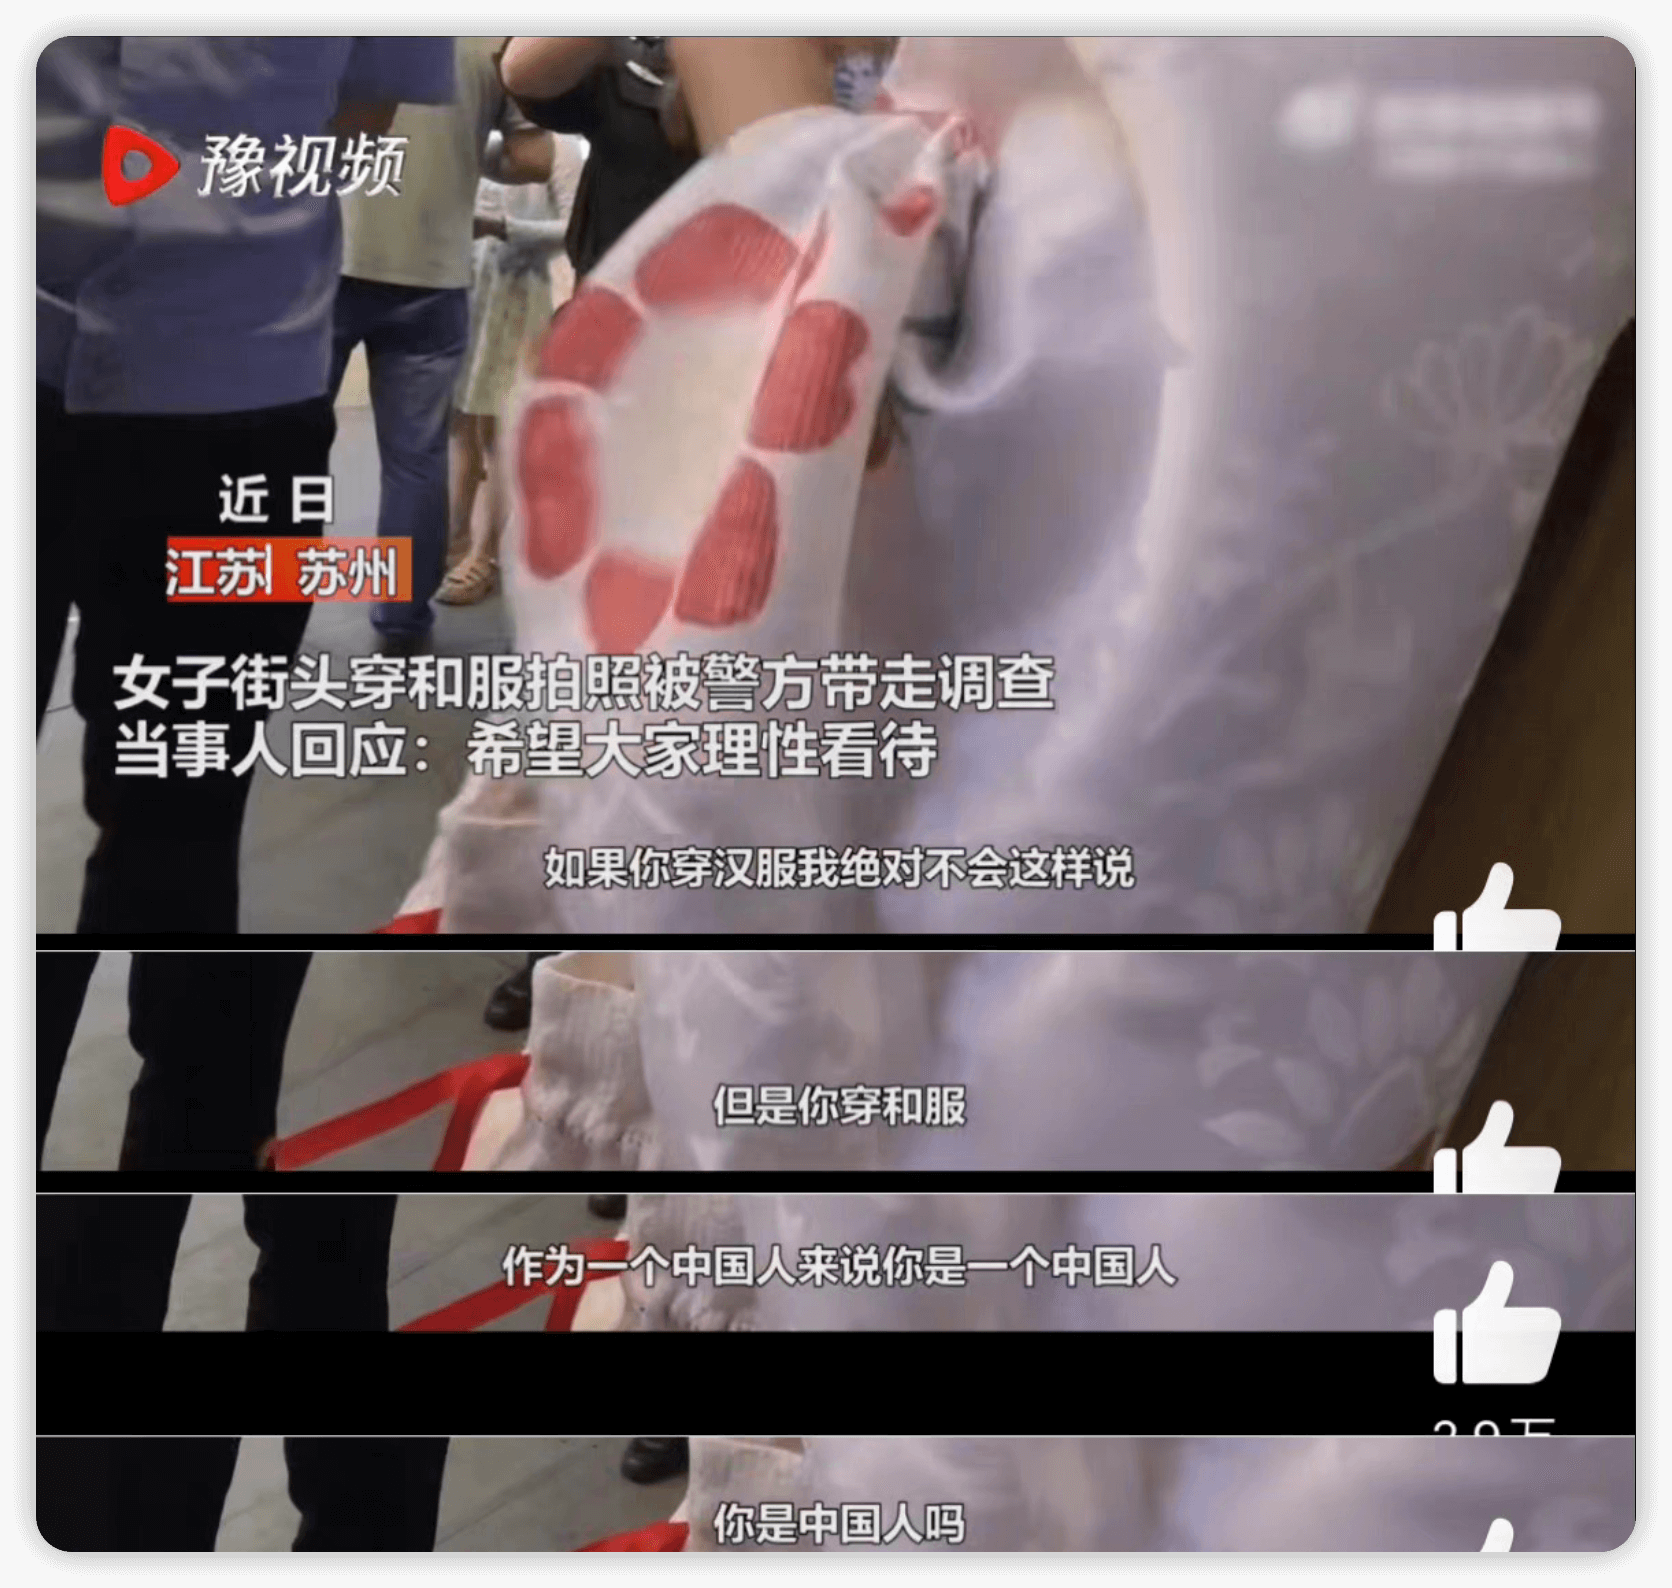 豫视频
近日
江苏 苏州
女子街头穿和服拍照被警方带走调查
当事人回应：希望大家理性看待
如果你穿汉服我绝对不会这样说
但是你穿和服
作为一个中国人来说你是一个中国人
你是中国人吗